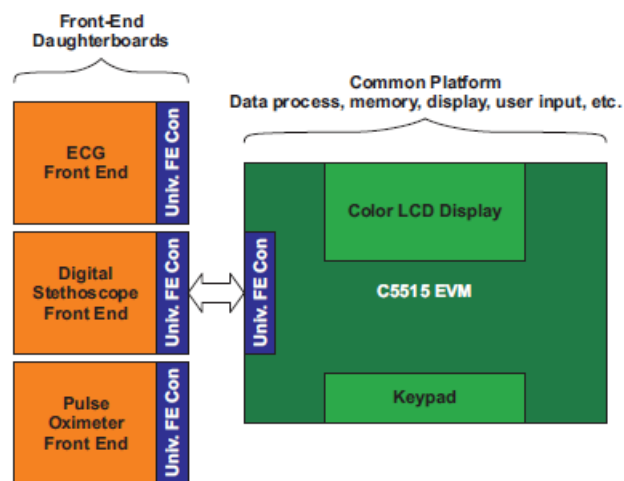 Front-End
Daughterboards
Common Platform
Data process, memory, display, user input, etc.
ECG
Front End
Univ. FE Con
Digital
Stethoscope
Front End
Univ. FE Con
Pulse
Oximeter
Front End
Univ. FE Con
Univ. FE Con
Color LCD Display
C5515 EVM
Keypad